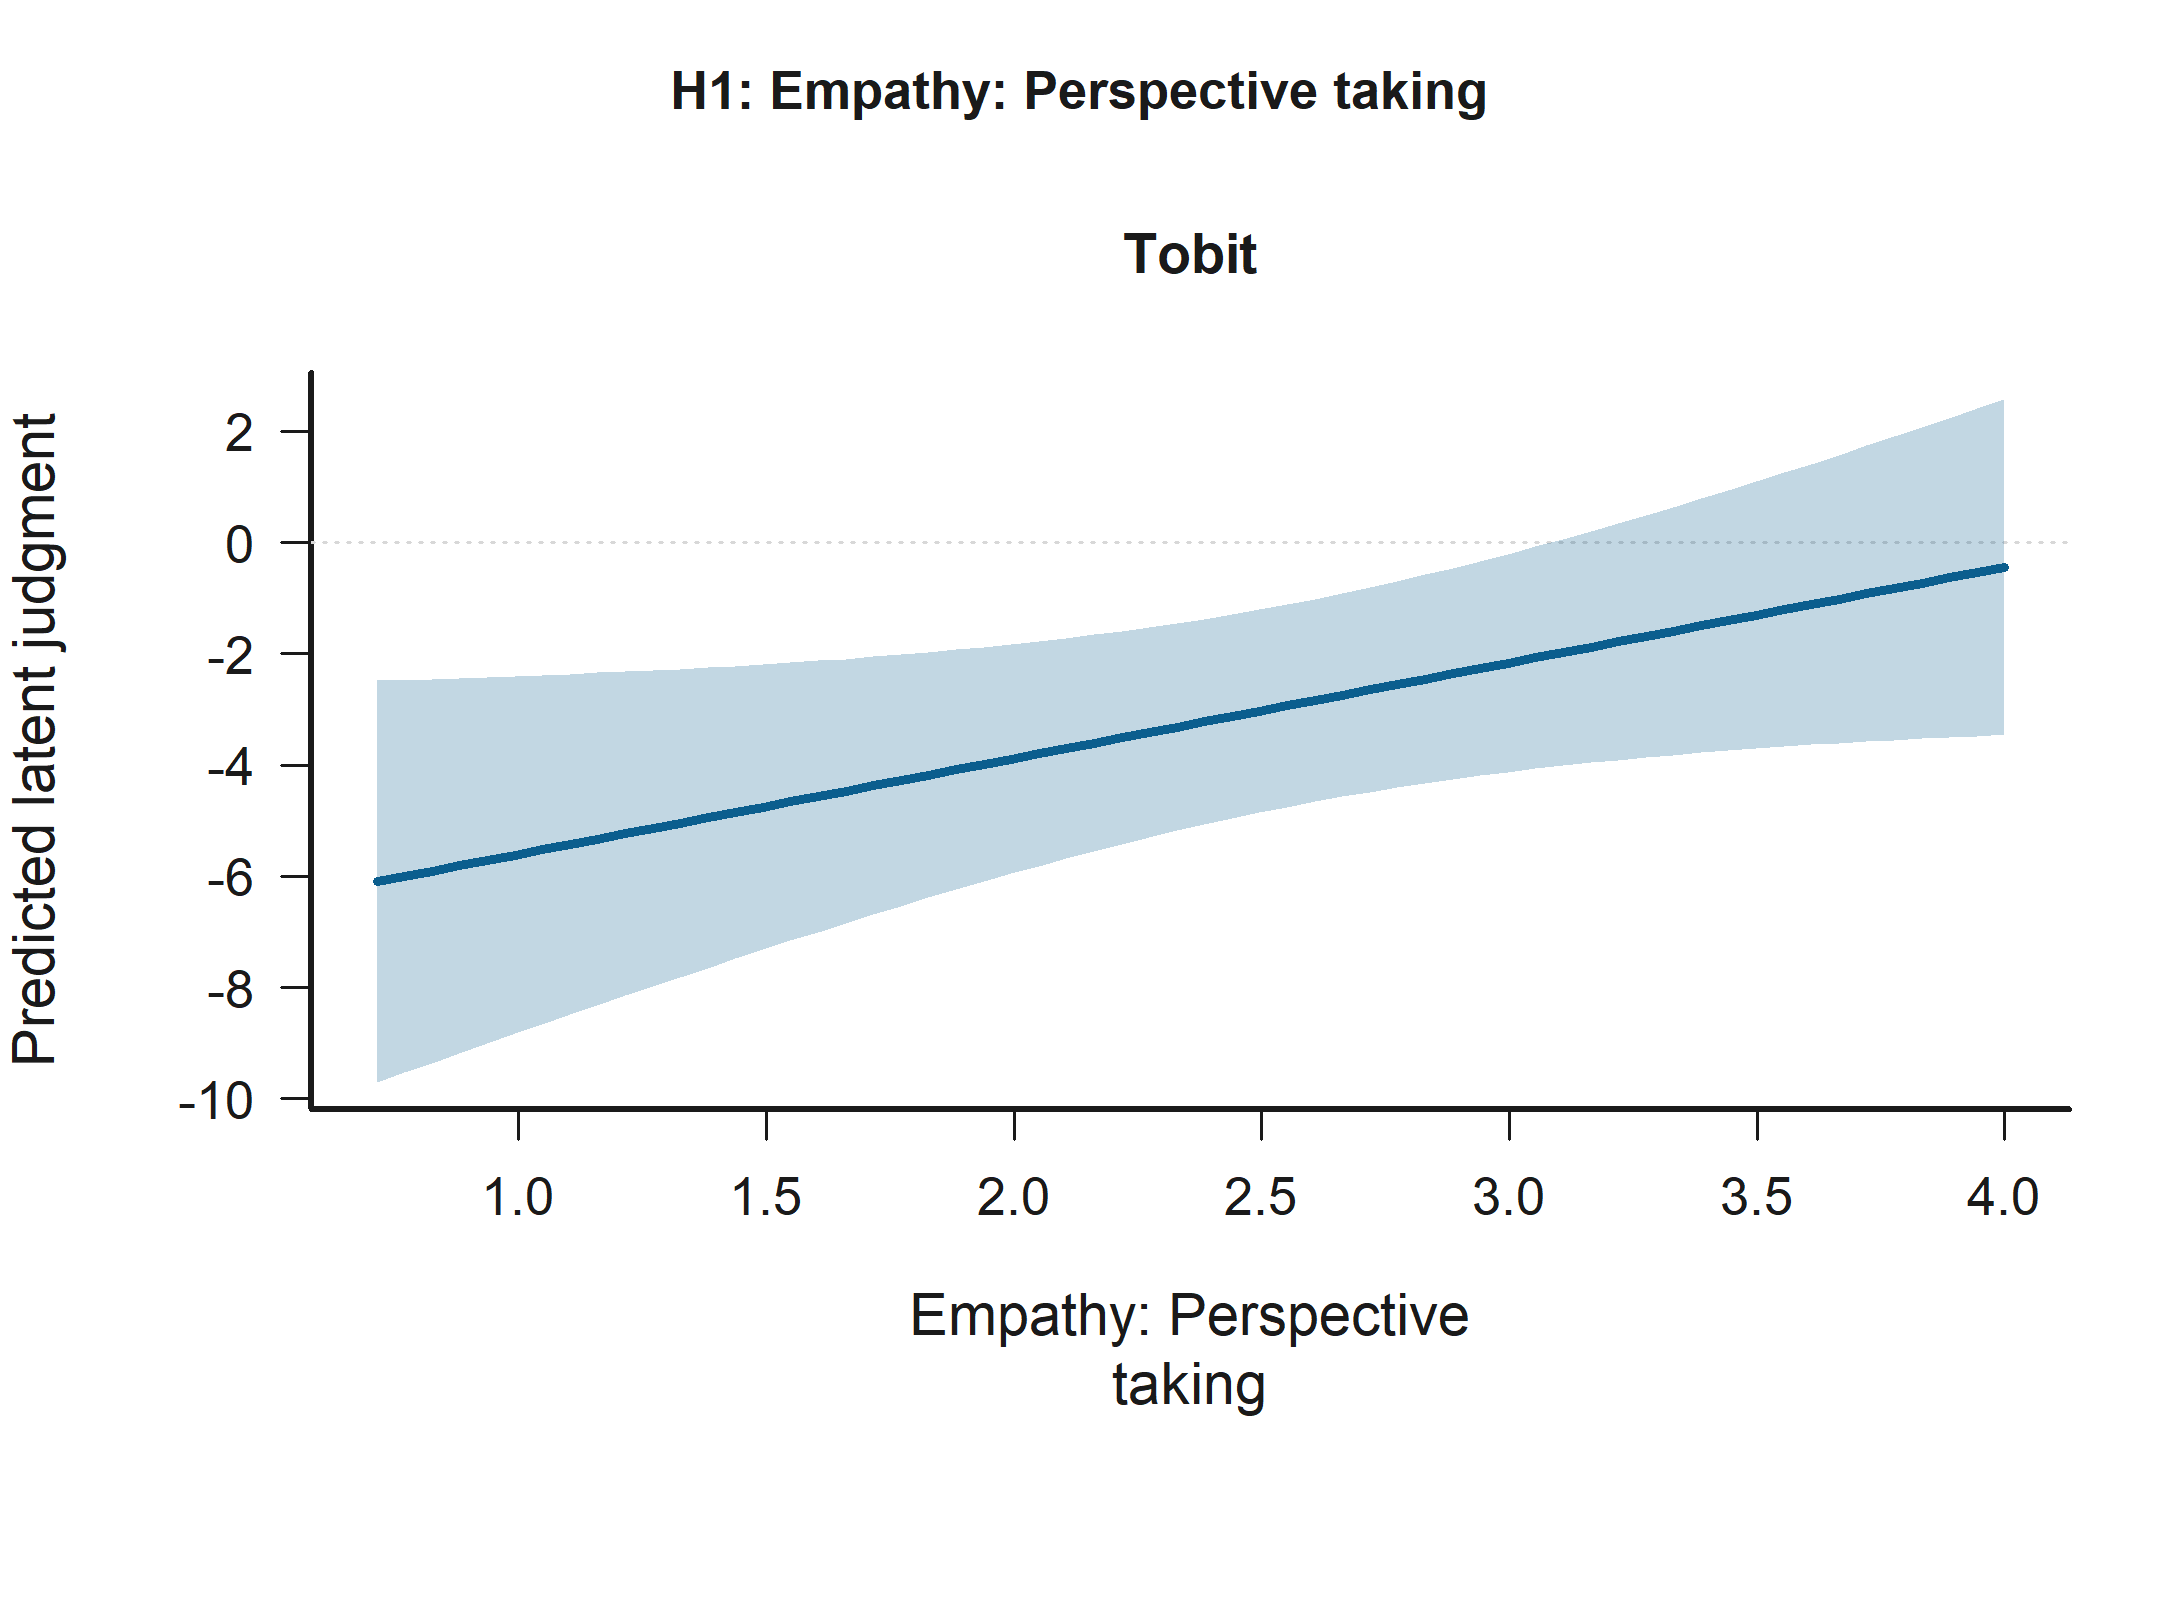 H1: Empathy: Perspective taking
Tobit
Predicted latent judgment
2
0
-2
-4
-6
-8
-10
1.0 1.5 2.0 2.5 3.0 3.5 4.0
Empathy: Perspective
taking